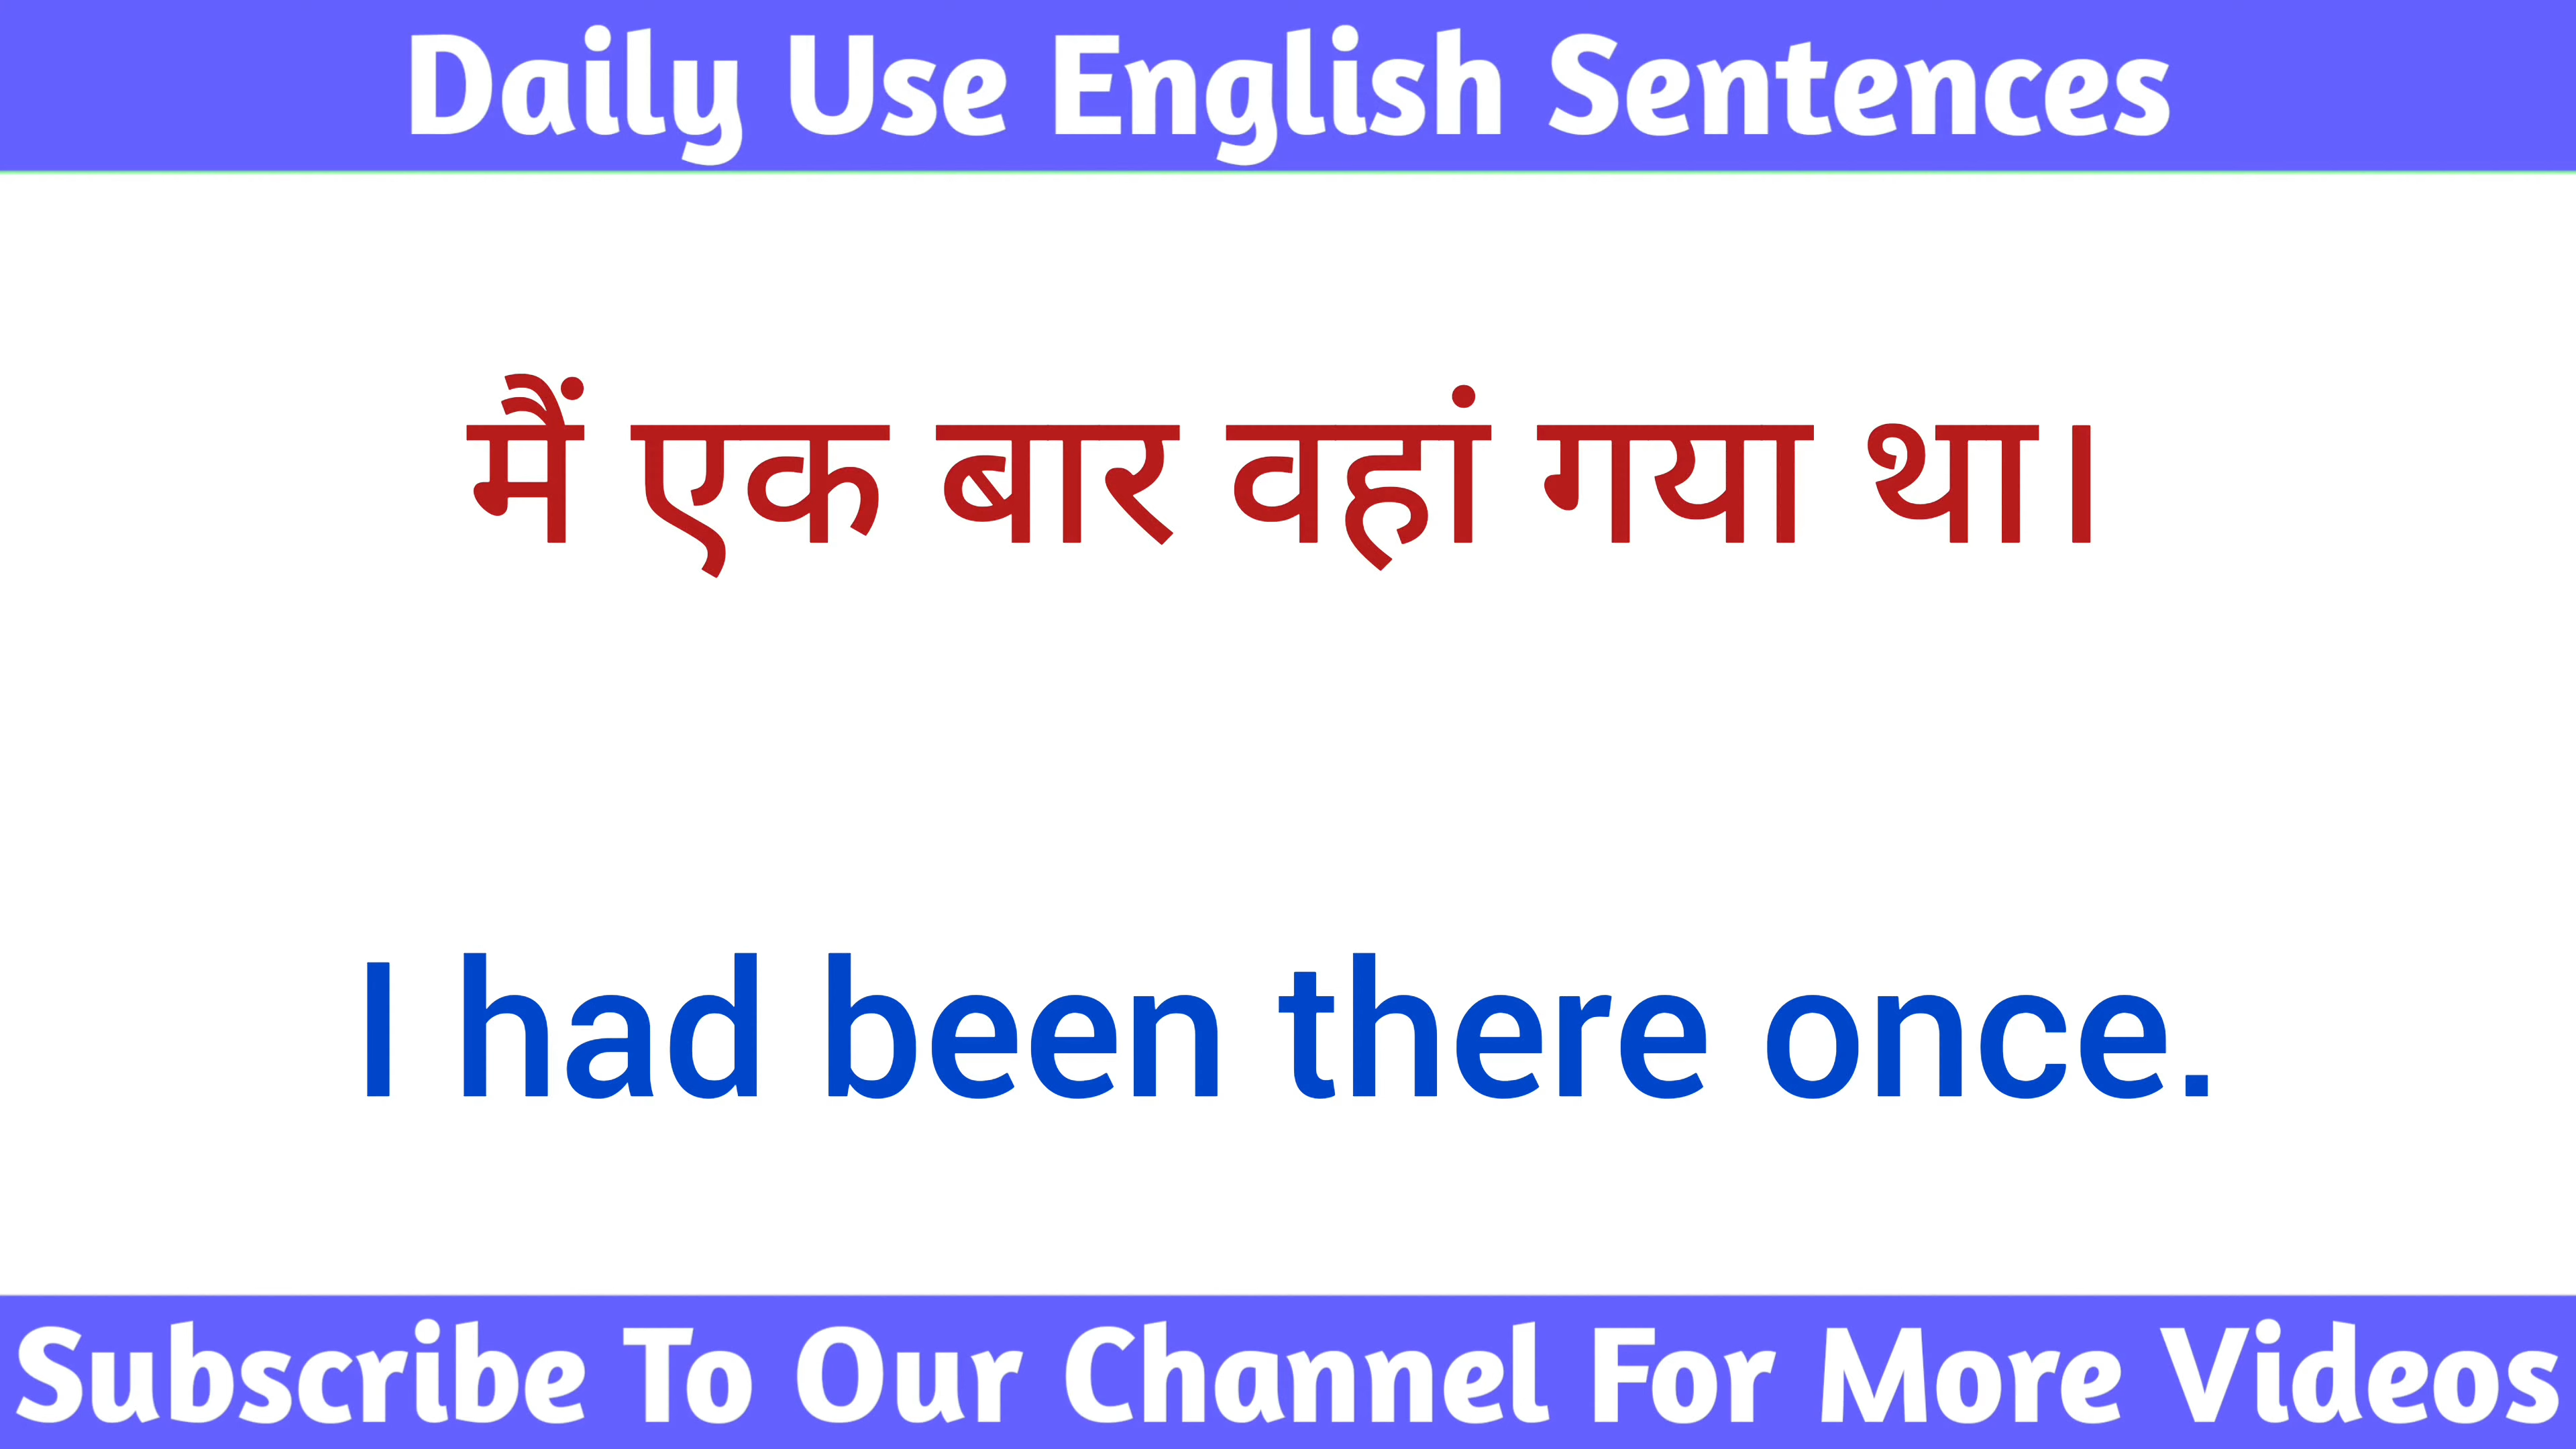 Daily Use English Sentences
मैं एक बार वहां गया था।
I had been there once.
Subscribe To Our Channel For More Videos